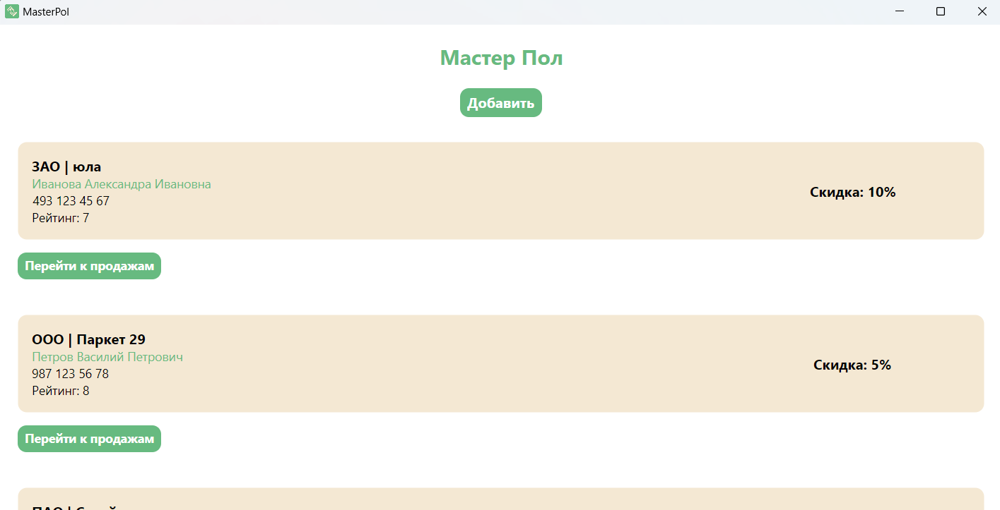 MasterPol
Мастер Пол
Добавить
ЗАО | юла
Иванова Александра Ивановна
493 123 45 67
Рейтинг: 7
Скидка: 10%
Перейти к продажам
ООО | Паркет 29
Петров Василий Петрович
987 123 56 78
Рейтинг: 8
Скидка: 5%
Перейти к продажам
ПАО |